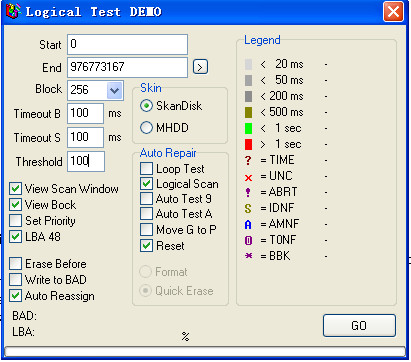 Logical Test DEMO
Start 0
End 976773167 >
Block 256
Timeout B 100 ms
Timeout S 100 ms
Threshold 100
View Scan Window
View Bock
Set Priority
LBA 48
Erase Before
Write to BAD
Auto Reassign
BAD:
LBA:
Skin
SkanDisk
MHDD
Auto Repair
Loop Test
Logical Scan
Auto Test 9
Auto Test A
Move G to P
Reset
Format
Quick Erase
%
Legend
< 20 ms -
< 50 ms -
< 200 ms -
< 500 ms -
< 1 sec -
> 1 sec -
? = TIME -
× = UNC -
! = ABRT -
S = IDNF -
A = AMNF -
0 = TONF -
* = BBK -
GO